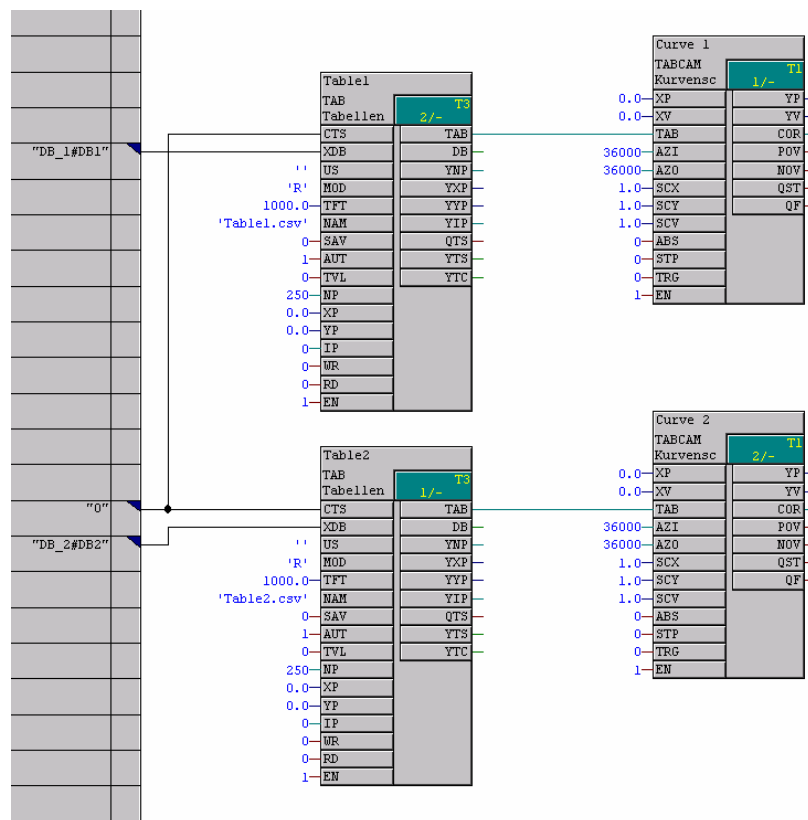 Curve 1
TABCAM
Kurvensc
T1
1/-
0.0 XP YP
0.0 XV YV
TAB COR
36000 AZI POV
36000 AZO NOV
1.0 SCX QST
1.0 SCY QF
1.0 SCV
0 ABS
0 STP
0 TRG
1 EN
Table1
TAB
Tabellen
T3
2/-
CTS TAB
"DB_1#DB1" XDB DB
'' US YNP
'R' MOD YXP
1000.0 TFT YYP
'Table1.csv' NAM YIP
0 SAV QTS
1 AUT YTS
0 TVL YTC
250 NP
0.0 XP
0.0 YP
0 IP
0 WR
0 RD
1 EN
Curve 2
TABCAM
Kurvensc
T1
2/-
0.0 XP YP
0.0 XV YV
TAB COR
36000 AZI POV
36000 AZO NOV
1.0 SCX QST
1.0 SCY QF
1.0 SCV
0 ABS
0 STP
0 TRG
1 EN
Table2
TAB
Tabellen
T3
1/-
"0" CTS TAB
"DB_2#DB2" XDB DB
'' US YNP
'R' MOD YXP
1000.0 TFT YYP
'Table2.csv' NAM YIP
0 SAV QTS
1 AUT YTS
0 TVL YTC
250 NP
0.0 XP
0.0 YP
0 IP
0 WR
0 RD
1 EN